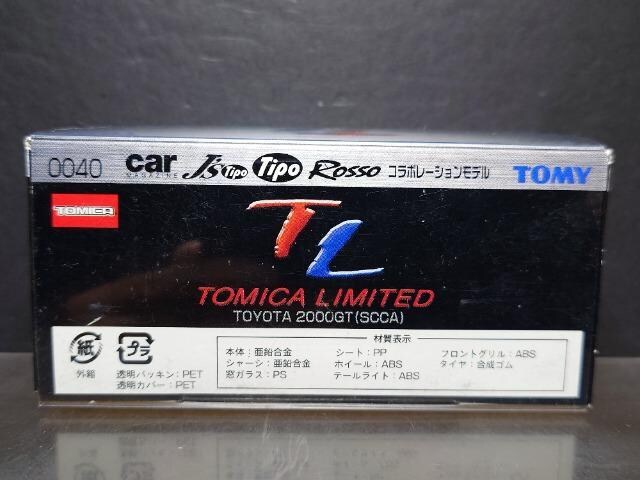 0040 car MAGAZINE J's Tipo Tipo Rosso コラボレーションモデル TOMY
TOMICA
TL
TOMICA LIMITED
TOYOTA 2000GT(SCCA)
材質表示
紙 プラ
本体:亜鉛合金 シート:PP フロントグリル:ABS
シャーシ:亜鉛合金 ホイール:ABS タイヤ:合成ゴム
窓ガラス:PS テールライト:ABS
外箱 透明パッキン:PET
透明カバー:PET